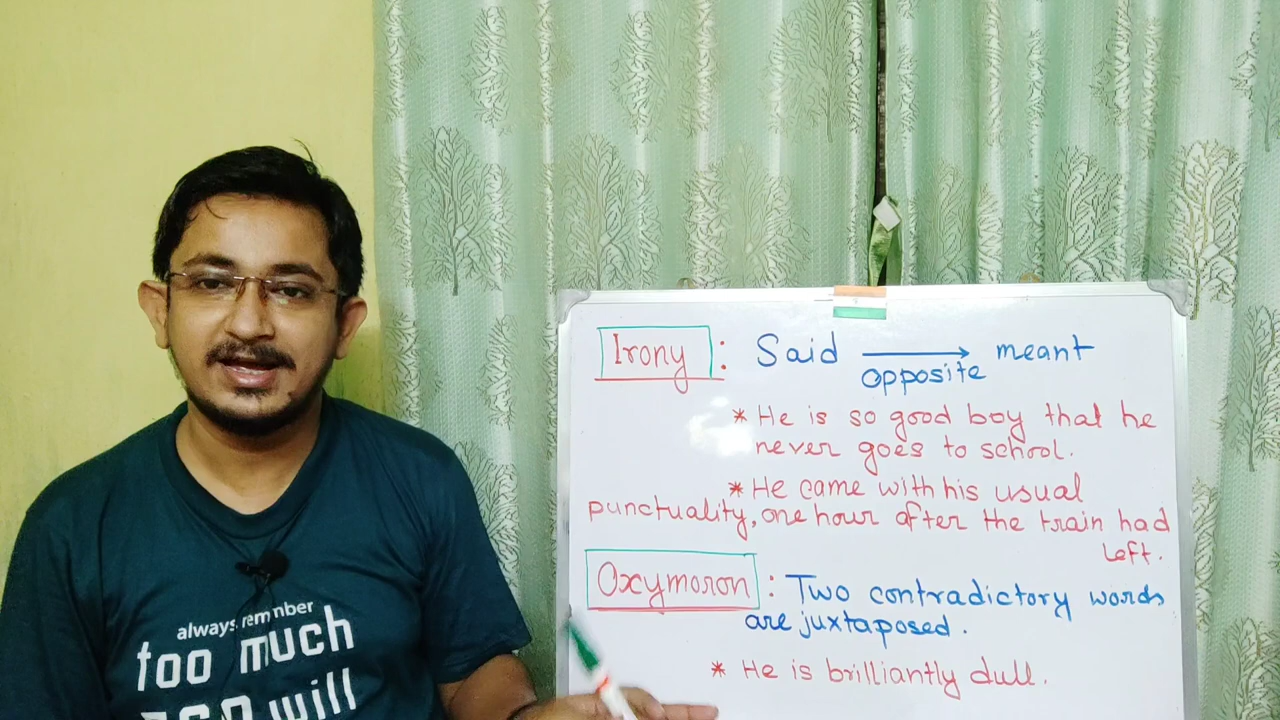 Irony : Said → meant
opposite
* He is so good boy that he
never goes to school.
* He came with his usual
punctuality, one hour after the train had
left.
Oxymoron : Two contradictory words
are juxtaposed.
* He is brilliantly dull.
always remember
too much
will